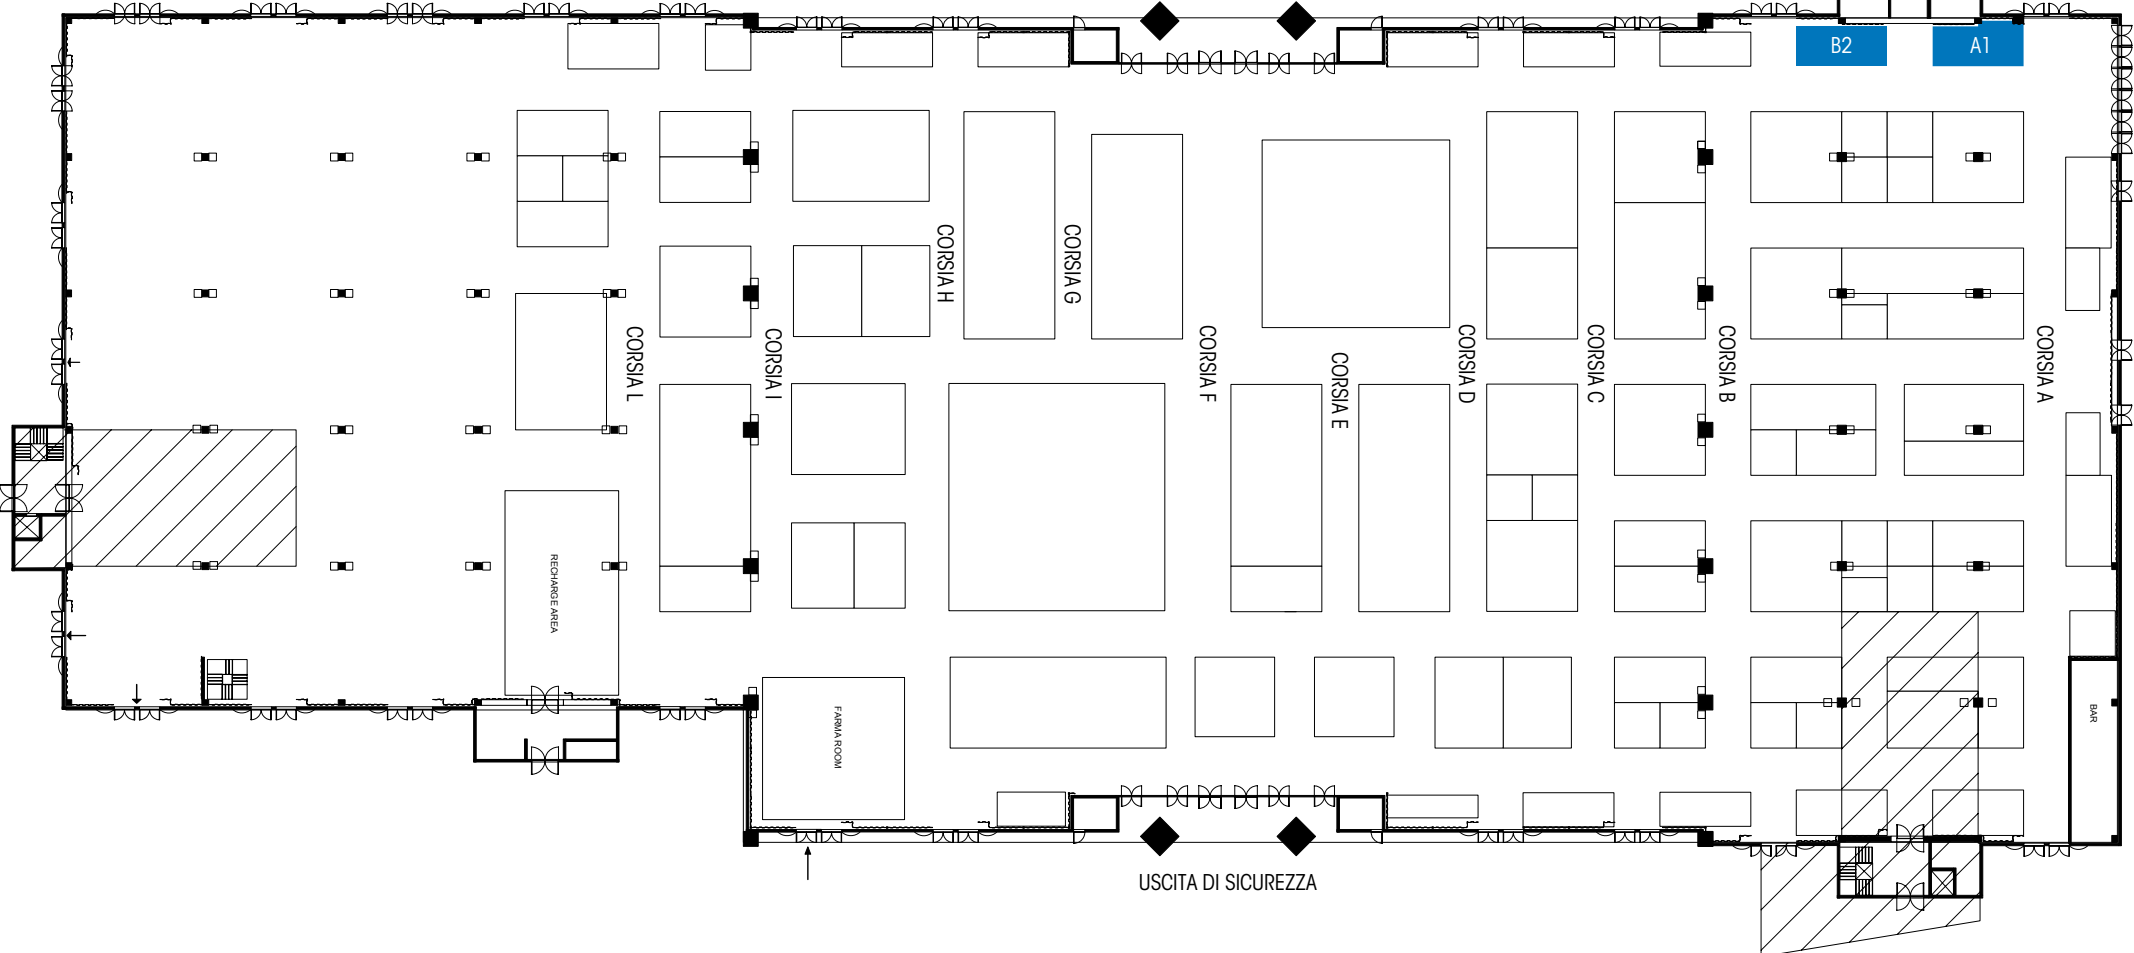 B2
A1
CORSIA H
CORSIA G
CORSIA L
CORSIA I
CORSIA F
CORSIA E
CORSIA D
CORSIA C
CORSIA B
CORSIA A
RECHARGE AREA
FARMA ROOM
BAR
USCITA DI SICUREZZA